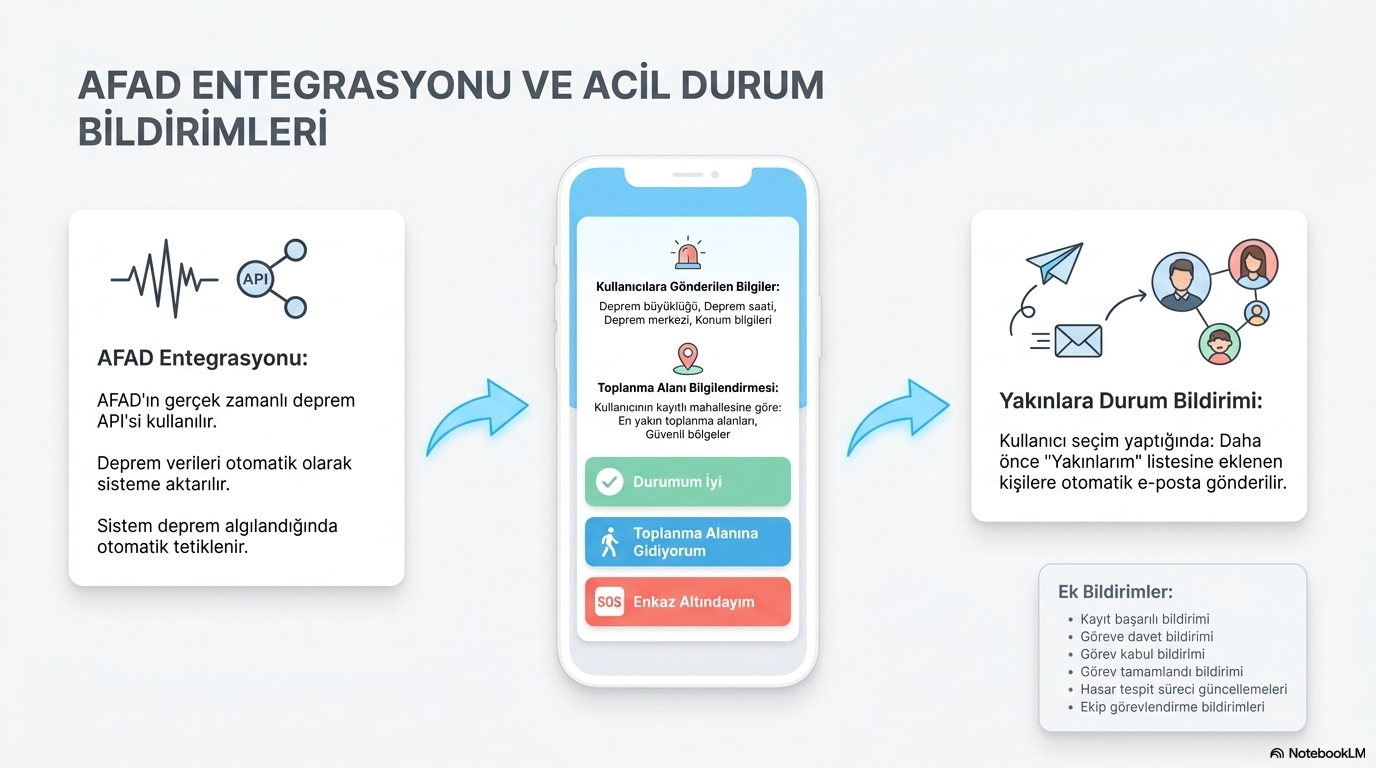 AFAD ENTEGRASYONU VE ACİL DURUM
BİLDİRİMLERİ
API
AFAD Entegrasyonu:
AFAD'ın gerçek zamanlı deprem
API'si kullanılır.
Deprem verileri otomatik olarak
sisteme aktarılır.
Sistem deprem algılandığında
otomatik tetiklenir.
Kullanıcılara Gönderilen Bilgiler:
Deprem büyüklüğü, Deprem saati,
Deprem merkezi, Konum bilgileri
Toplanma Alanı Bilgilendirmesi:
Kullanıcının kayıtlı mahallesine göre:
En yakın toplanma alanları,
Güvenli bölgeler
Durumum İyi
Toplanma Alanına
Gidiyorum
SOS Enkaz Altındayım
Yakınlara Durum Bildirimi:
Kullanıcı seçim yaptığında: Daha
önce "Yakınlarım" listesine eklenen
kişilere otomatik e-posta gönderilir.
Ek Bildirimler:
• Kayıt başarılı bildirimi
• Göreve davet bildirimi
• Görev kabul bildirimi
• Görev tamamlandı bildirimi
• Hasar tespit süreci güncellemeleri
• Ekip görevlendirme bildirimleri
NotebookLM